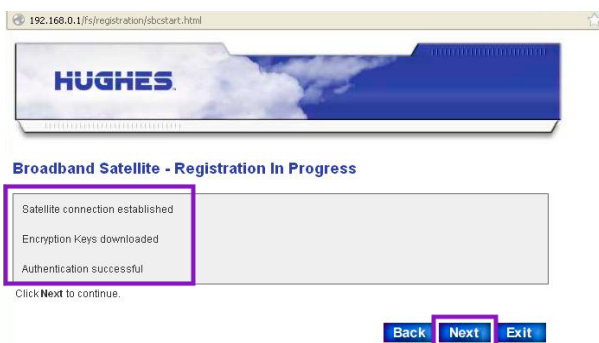 192.168.0.1/fs/registration/sbcstart.html
HUGHES.
Broadband Satellite - Registration In Progress
Satellite connection established
Encryption Keys downloaded
Authentication successful
Click Next to continue.
Back Next Exit